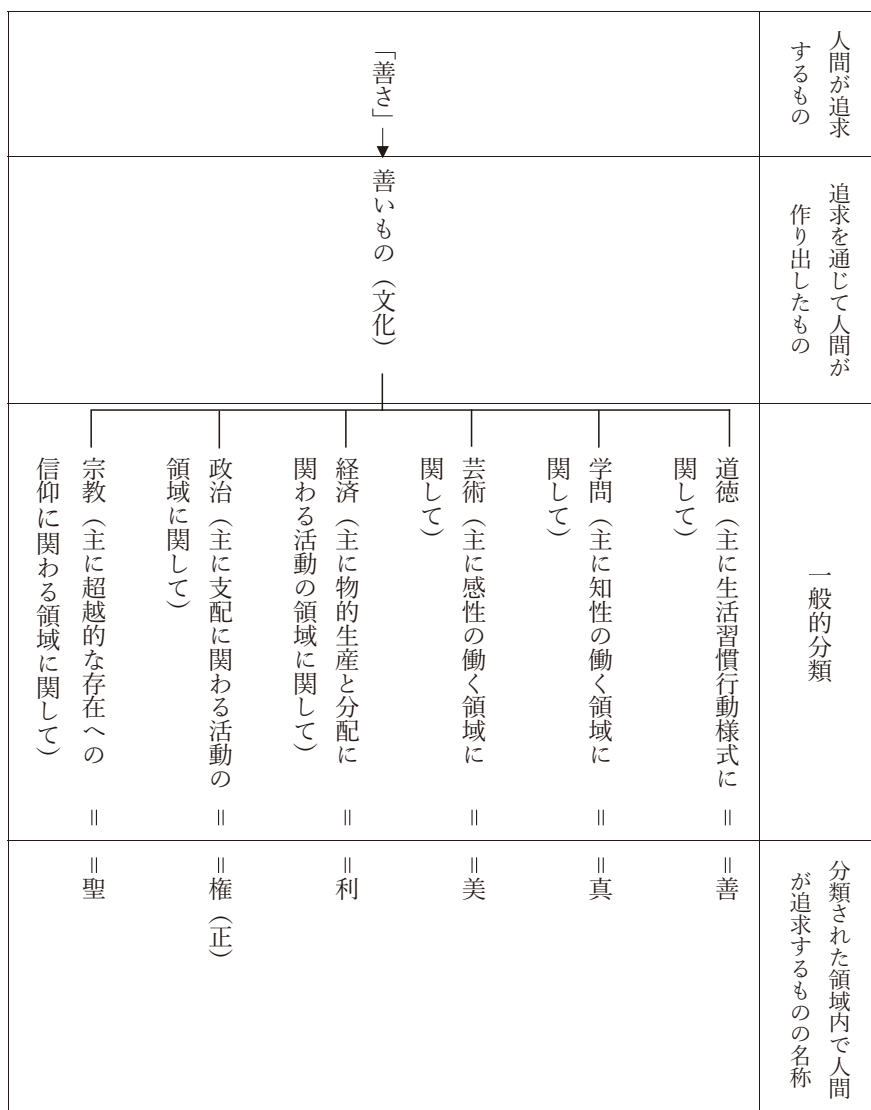 人間が追求
するもの
追求を通じて人間が
作り出したもの
一般的分類
分類された領域内で人間
が追求するものの名称
「善さ」
善いもの（文化）
道徳（主に生活習慣行動様式に
関して）
＝
＝善
学問（主に知性の働く領域に
関して）
＝
＝真
芸術（主に感性の働く領域に
関して）
＝
＝美
経済（主に物的生産と分配に
関わる活動の領域に関して）
＝
＝利
政治（主に支配に関わる活動の
領域に関して）
＝
＝権（正）
宗教（主に超越的な存在への
信仰に関わる領域に関して）
＝
＝聖